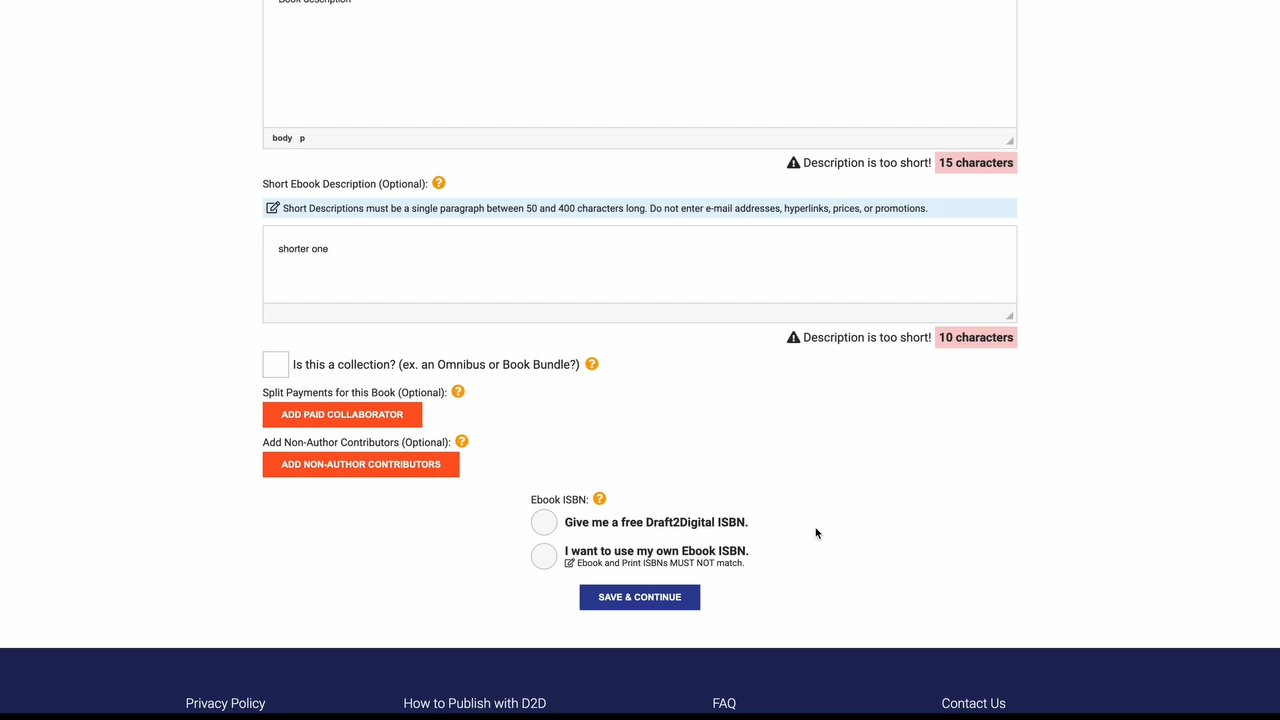 Book description
body p
Description is too short! 15 characters
Short Ebook Description (Optional): ?
Short Descriptions must be a single paragraph between 50 and 400 characters long. Do not enter e-mail addresses, hyperlinks, prices, or promotions.
shorter one
Description is too short! 10 characters
Is this a collection? (ex. an Omnibus or Book Bundle?) ?
Split Payments for this Book (Optional): ?
ADD PAID COLLABORATOR
Add Non-Author Contributors (Optional): ?
ADD NON-AUTHOR CONTRIBUTORS
Ebook ISBN: ?
Give me a free Draft2Digital ISBN.
I want to use my own Ebook ISBN.
Ebook and Print ISBNs MUST NOT match.
SAVE & CONTINUE
Privacy Policy How to Publish with D2D FAQ Contact Us